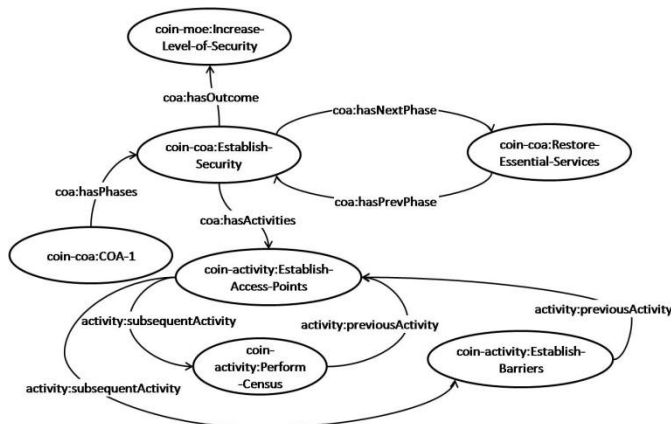 coin-moe:Increase-
Level-of-Security
coa:hasOutcome
coa:hasNextPhase
coin-coa:Establish-
Security
coin-coa:Restore-
Essential-Services
coa:hasPhases
coa:hasPrevPhase
coa:hasActivities
coin-coa:COA-1
coin-activity:Establish-
Access-Points
activity:previousActivity
activity:subsequentActivity
activity:previousActivity
coin-
activity:Perform
-Census
coin-activity:Establish-
Barriers
activity:subsequentActivity